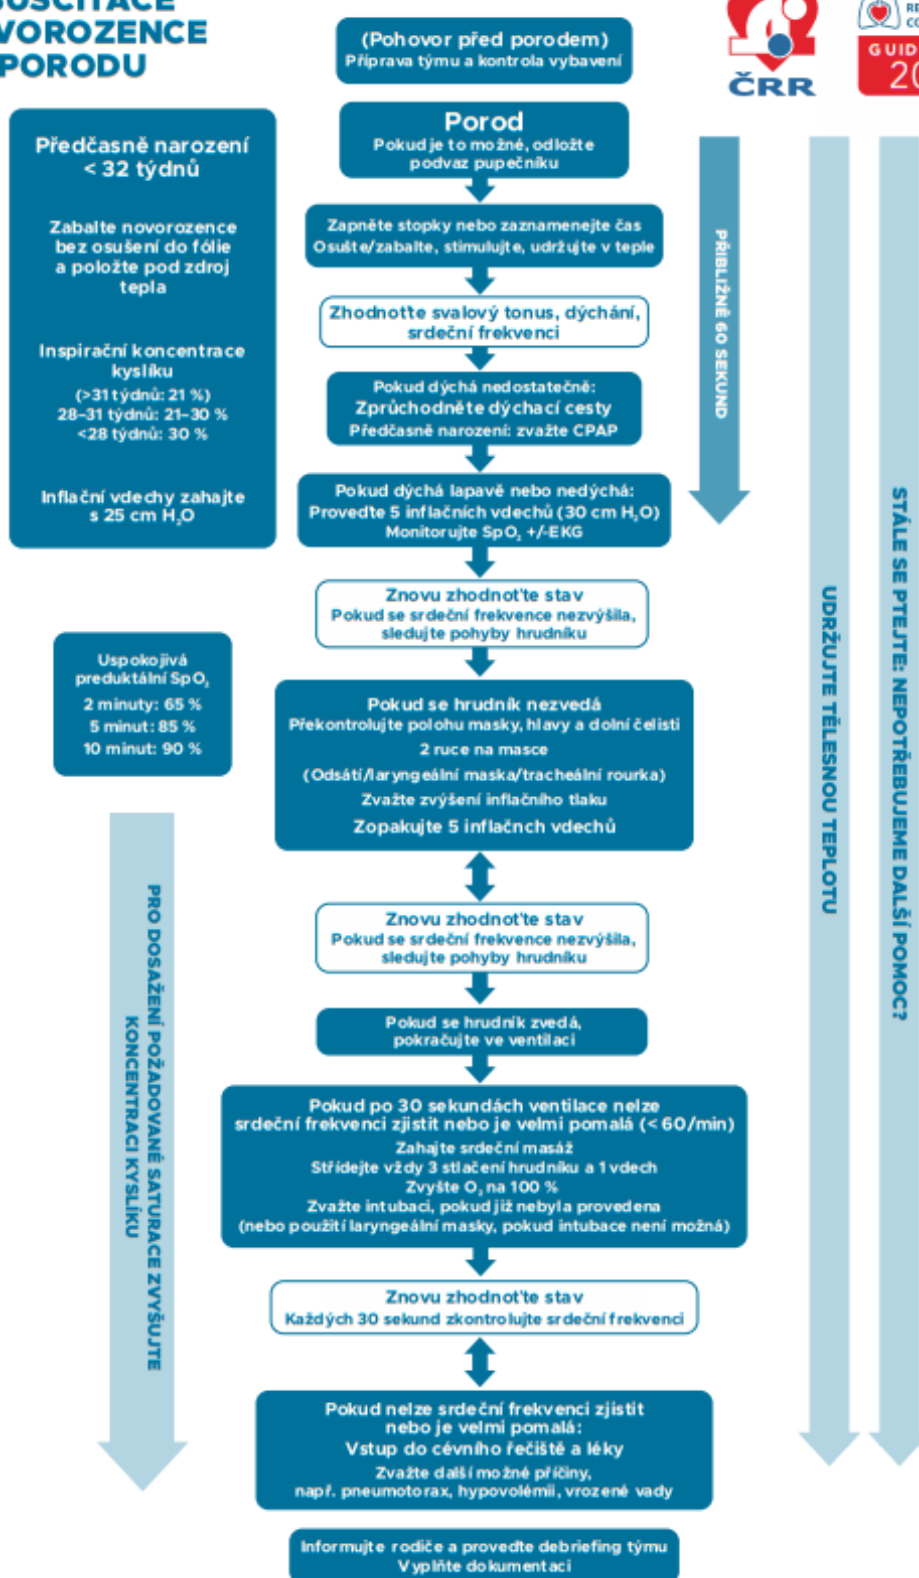 SUSCITACE
VOROZENCE
PORODU
(Pohovor před porodem)
Příprava týmu a kontrola vybavení
ČRR
RE
CO
GUID
20
Předčasně narození
< 32 týdnů
Zabalte novorozence
bez osušení do fólie
a položte pod zdroj
tepla
Inspirační koncentrace
kyslíku
(>31 týdnů: 21 %)
28–31 týdnů: 21–30 %
<28 týdnů: 30 %
Inflační vdechy zahajte
s 25 cm H₂O
Porod
Pokud je to možné, odložte
podvaz pupečníku
Zapněte stopky nebo zaznamenejte čas
Osušte/zabalte, stimulujte, udržujte v teple
Zhodnoťte svalový tonus, dýchání,
srdeční frekvenci
Pokud dýchá nedostatečně:
Zprůchodněte dýchací cesty
Předčasně narození: zvažte CPAP
Pokud dýchá lapavě nebo nedýchá:
Proveďte 5 inflačních vdechů (30 cm H₂O)
Monitorujte SpO₂ +/-EKG
PŘIBLIŽNĚ 60 SEKUND
Znovu zhodnoťte stav
Pokud se srdeční frekvence nezvýšila,
sledujte pohyby hrudníku
Uspokojivá
preduktální SpO₂
2 minuty: 65 %
5 minut: 85 %
10 minut: 90 %
Pokud se hrudník nezvedá
Překontrolujte polohu masky, hlavy a dolní čelisti
2 ruce na masce
(Odsátí/laryngeální maska/tracheální rourka)
Zvažte zvýšení inflačního tlaku
Zopakujte 5 inflačnch vdechů
Znovu zhodnoťte stav
Pokud se srdeční frekvence nezvýšila,
sledujte pohyby hrudníku
Pokud se hrudník zvedá,
pokračujte ve ventilaci
Pokud po 30 sekundách ventilace nelze
srdeční frekvenci zjistit nebo je velmi pomalá (< 60/min)
Zahajte srdeční masáž
Střídejte vždy 3 stlačení hrudníku a 1 vdech
Zvyšte O₂ na 100 %
Zvažte intubaci, pokud již nebyla provedena
(nebo použití laryngeální masky, pokud intubace není možná)
Znovu zhodnoťte stav
Každých 30 sekund zkontrolujte srdeční frekvenci
Pokud nelze srdeční frekvenci zjistit
nebo je velmi pomalá:
Vstup do cévního řečiště a léky
Zvažte další možné příčiny,
např. pneumotorax, hypovolémii, vrozené vady
Informujte rodiče a proveďte debriefing týmu
Vyplňte dokumentaci
PRO DOSAŽENÍ POŽADOVANÉ SATURACE ZVYŠUJTE
KONCENTRACI KYSLÍKU
UDRŽUJTE TĚLESNOU TEPLOTU
STÁLE SE PTEJTE: NEPOTŘEBUJEME DALŠÍ POMOC?